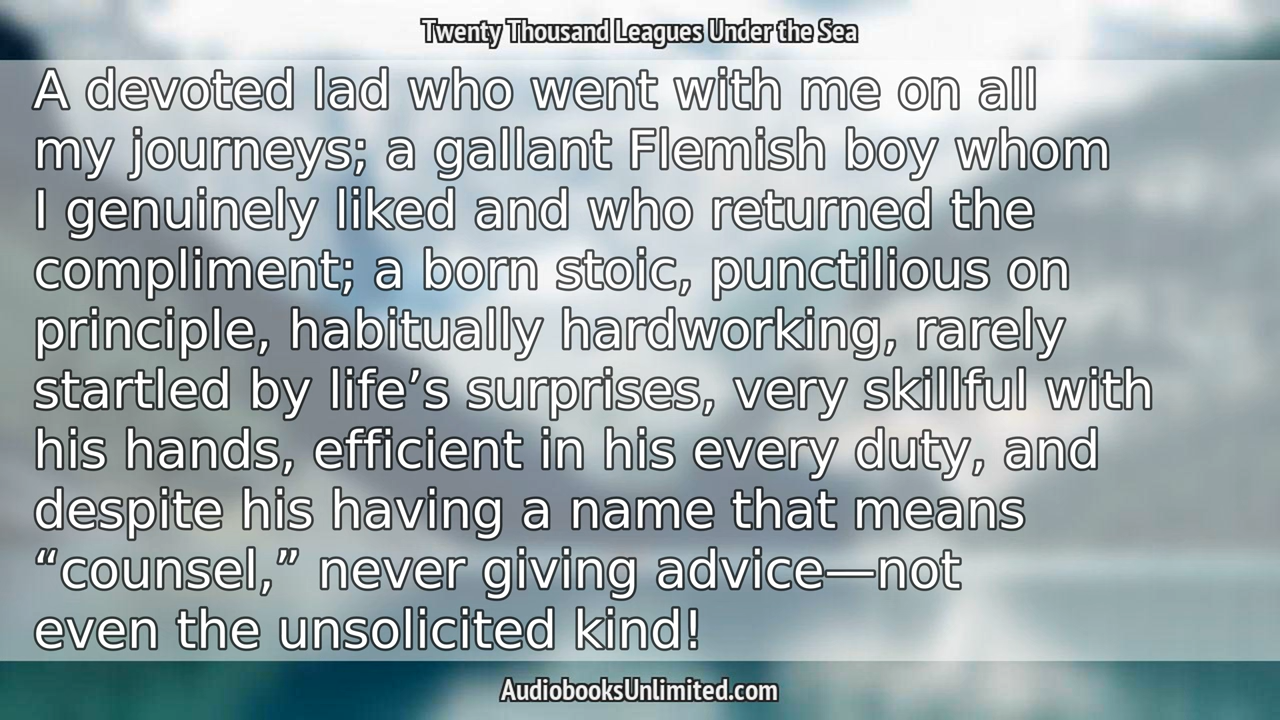 Twenty Thousand Leagues Under the Sea
A devoted lad who went with me on all
my journeys; a gallant Flemish boy whom
I genuinely liked and who returned the
compliment; a born stoic, punctilious on
principle, habitually hardworking, rarely
startled by life’s surprises, very skillful with
his hands, efficient in his every duty, and
despite his having a name that means
“counsel,” never giving advice—not
even the unsolicited kind!
AudiobooksUnlimited.com